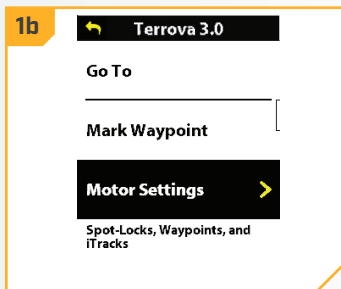 1b
Terrova 3.0
Go To
Mark Waypoint
Motor Settings
Spot-Locks, Waypoints, and
iTracks